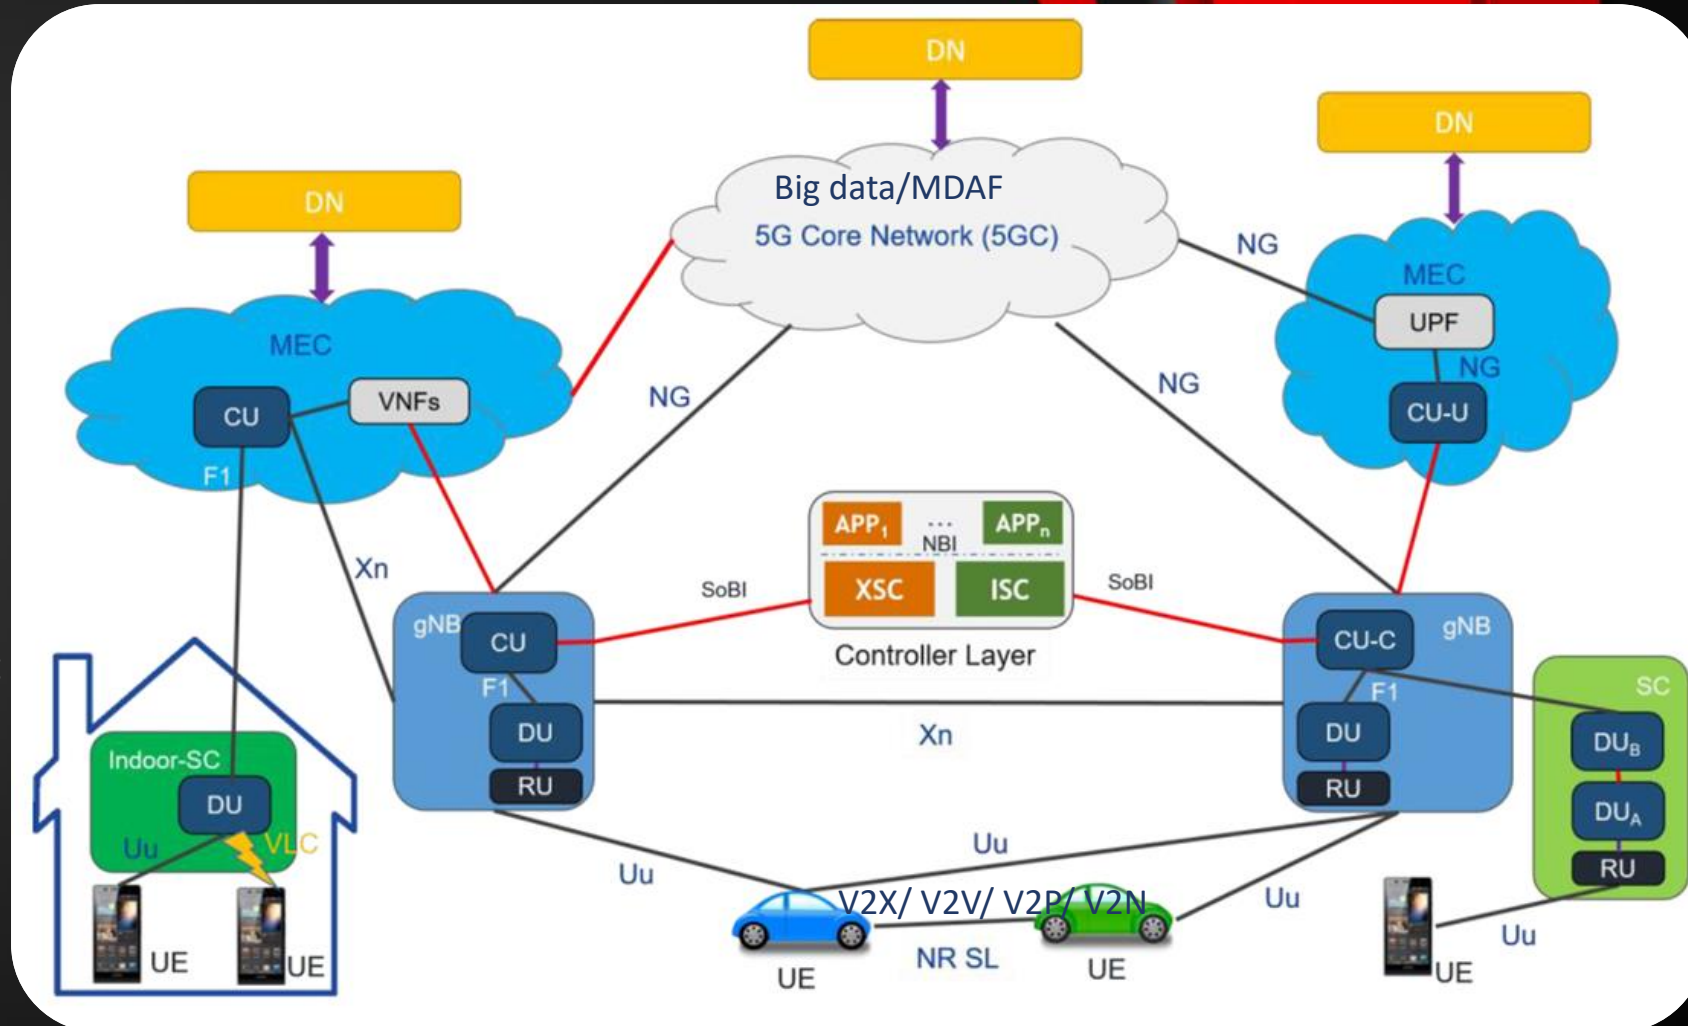 DN
DN
DN
Big data/MDAF
5G Core Network (5GC)
NG
MEC
UPF
NG
CU-U
MEC
CU
VNFs
F1
NG
NG
Xn
APP1 ... APPn
NBI
XSC ISC
SoBI
SoBI
Controller Layer
gNB
CU
F1
DU
RU
gNB
CU-C
F1
DU
RU
Xn
SC
DUB
DUA
RU
Indoor-SC
DU
Uu
VLC
UE
UE
Uu
Uu
Uu
V2X/ V2V/ V2P/ V2N
NR SL
UE
UE
Uu
UE